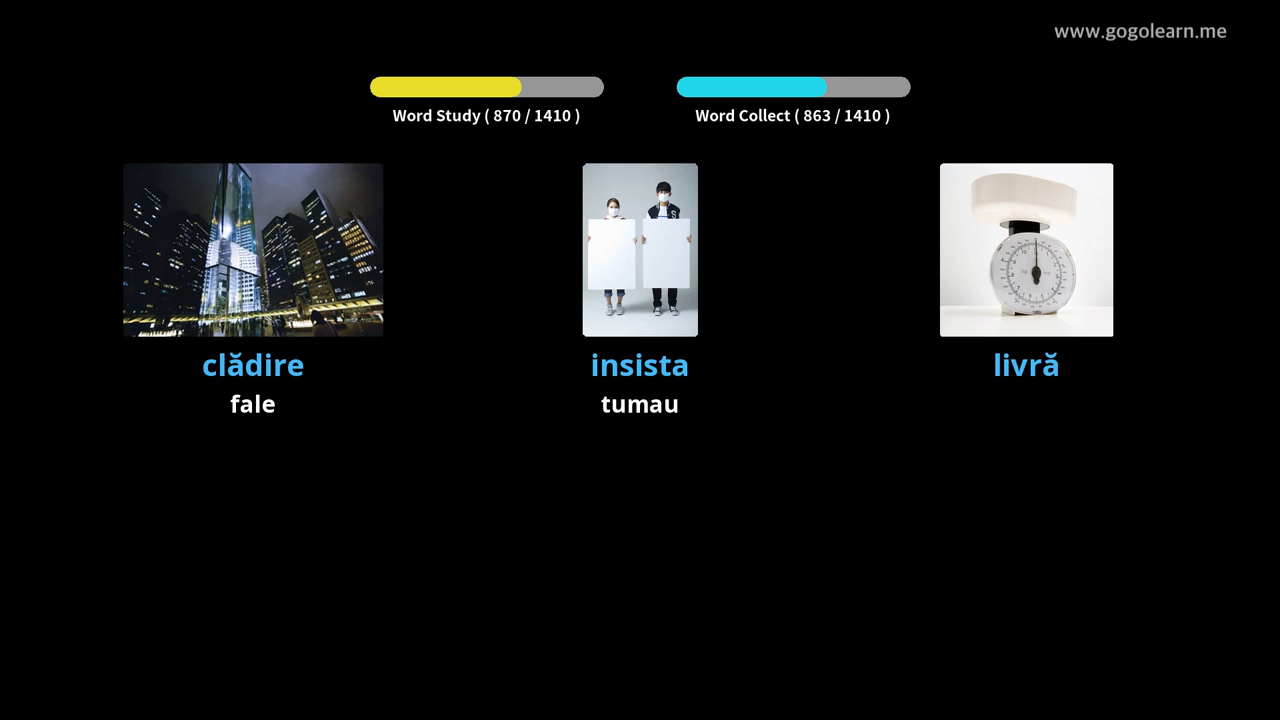 www.gogolearn.me
Word Study ( 870 / 1410 )
Word Collect ( 863 / 1410 )
clădire
fale
insista
tumau
livră